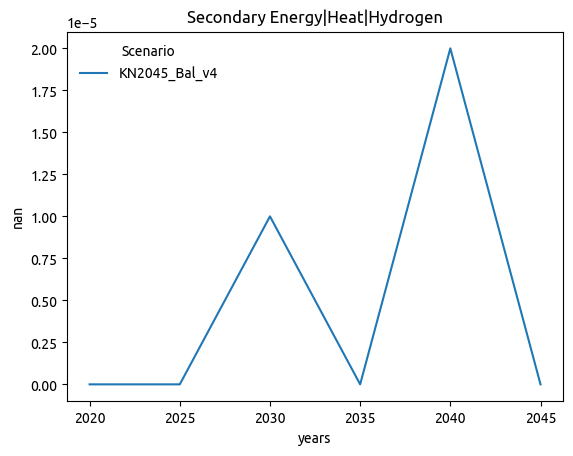 Secondary Energy|Heat|Hydrogen
1e−5
Scenario
KN2045_Bal_v4
2.00
1.75
1.50
1.25
1.00
0.75
0.50
0.25
0.00
nan
2020 2025 2030 2035 2040 2045
years